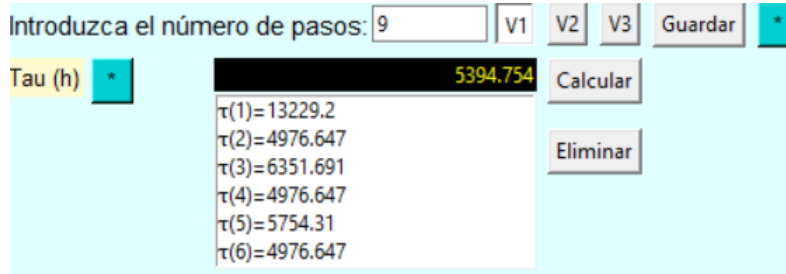 Introduzca el número de pasos: 9 V1 V2 V3 Guardar *
Tau (h) * 5394.754 Calcular
τ(1)=13229.2
τ(2)=4976.647
Eliminar
τ(3)=6351.691
τ(4)=4976.647
τ(5)=5754.31
τ(6)=4976.647